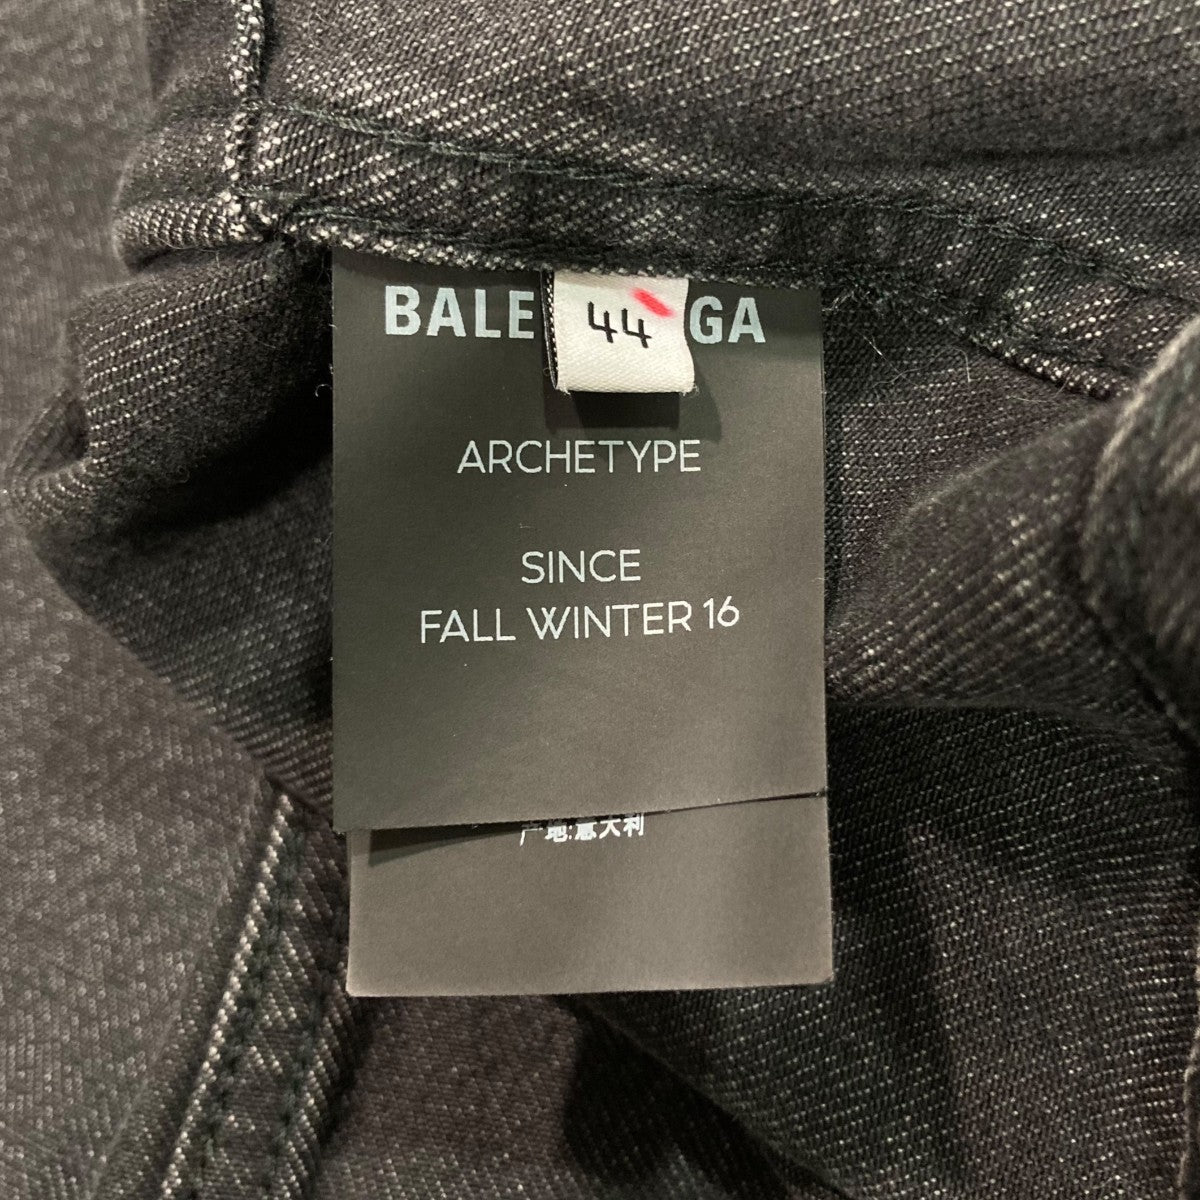 BALE GA
44
ARCHETYPE
SINCE
FALL WINTER 16
产地:意大利